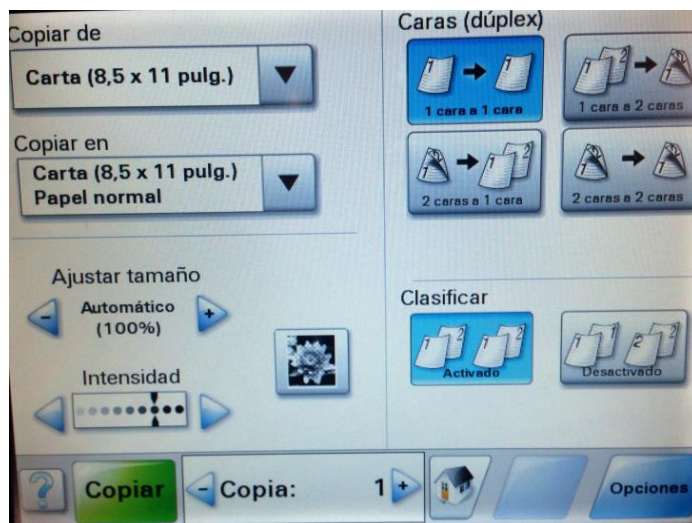 Copiar de
Carta (8,5 x 11 pulg.)
Copiar en
Carta (8,5 x 11 pulg.)
Papel normal
Ajustar tamaño
Automático
(100%)
Intensidad
Caras (dúplex)
1 cara a 1 cara
1 cara a 2 caras
2 caras a 1 cara
2 caras a 2 caras
Clasificar
Activado
Desactivado
Copiar
Copia: 1
Opciones